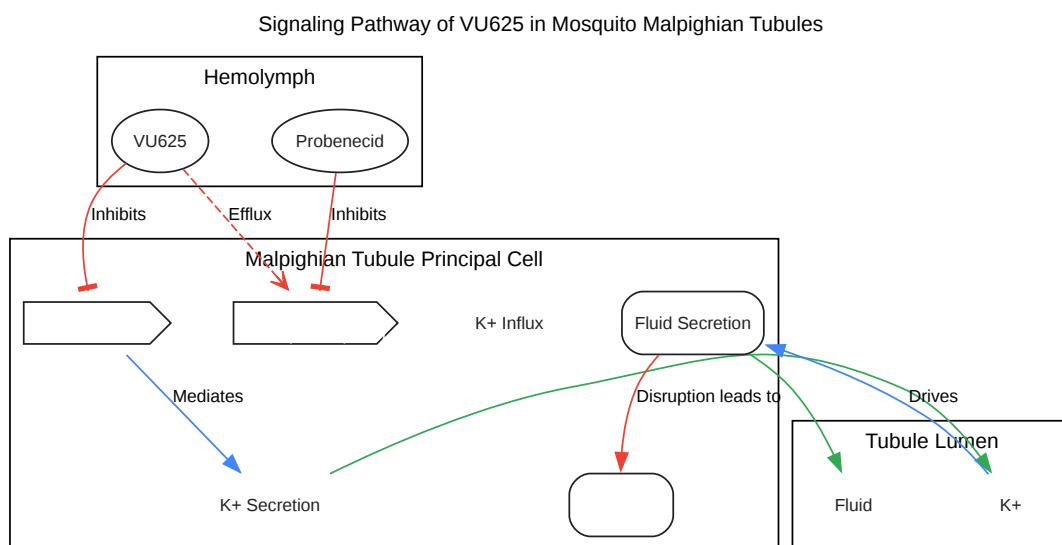 Signaling Pathway of VU625 in Mosquito Malpighian Tubules
Hemolymph
VU625
Probenecid
Inhibits
Efflux
Inhibits
Malpighian Tubule Principal Cell
K+ Influx
Fluid Secretion
Mediates
Disruption leads to
Drives
Tubule Lumen
K+ Secretion
Fluid
K+